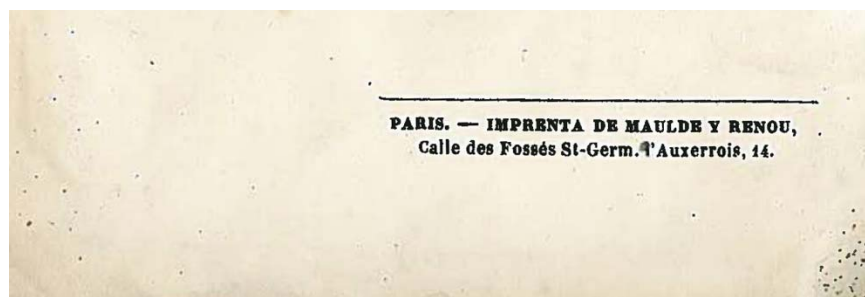 PARIS. — IMPRENTA DE MAULDE Y RENOU,
Calle des Fossés St-Germ. l'Auxerrois, 14.